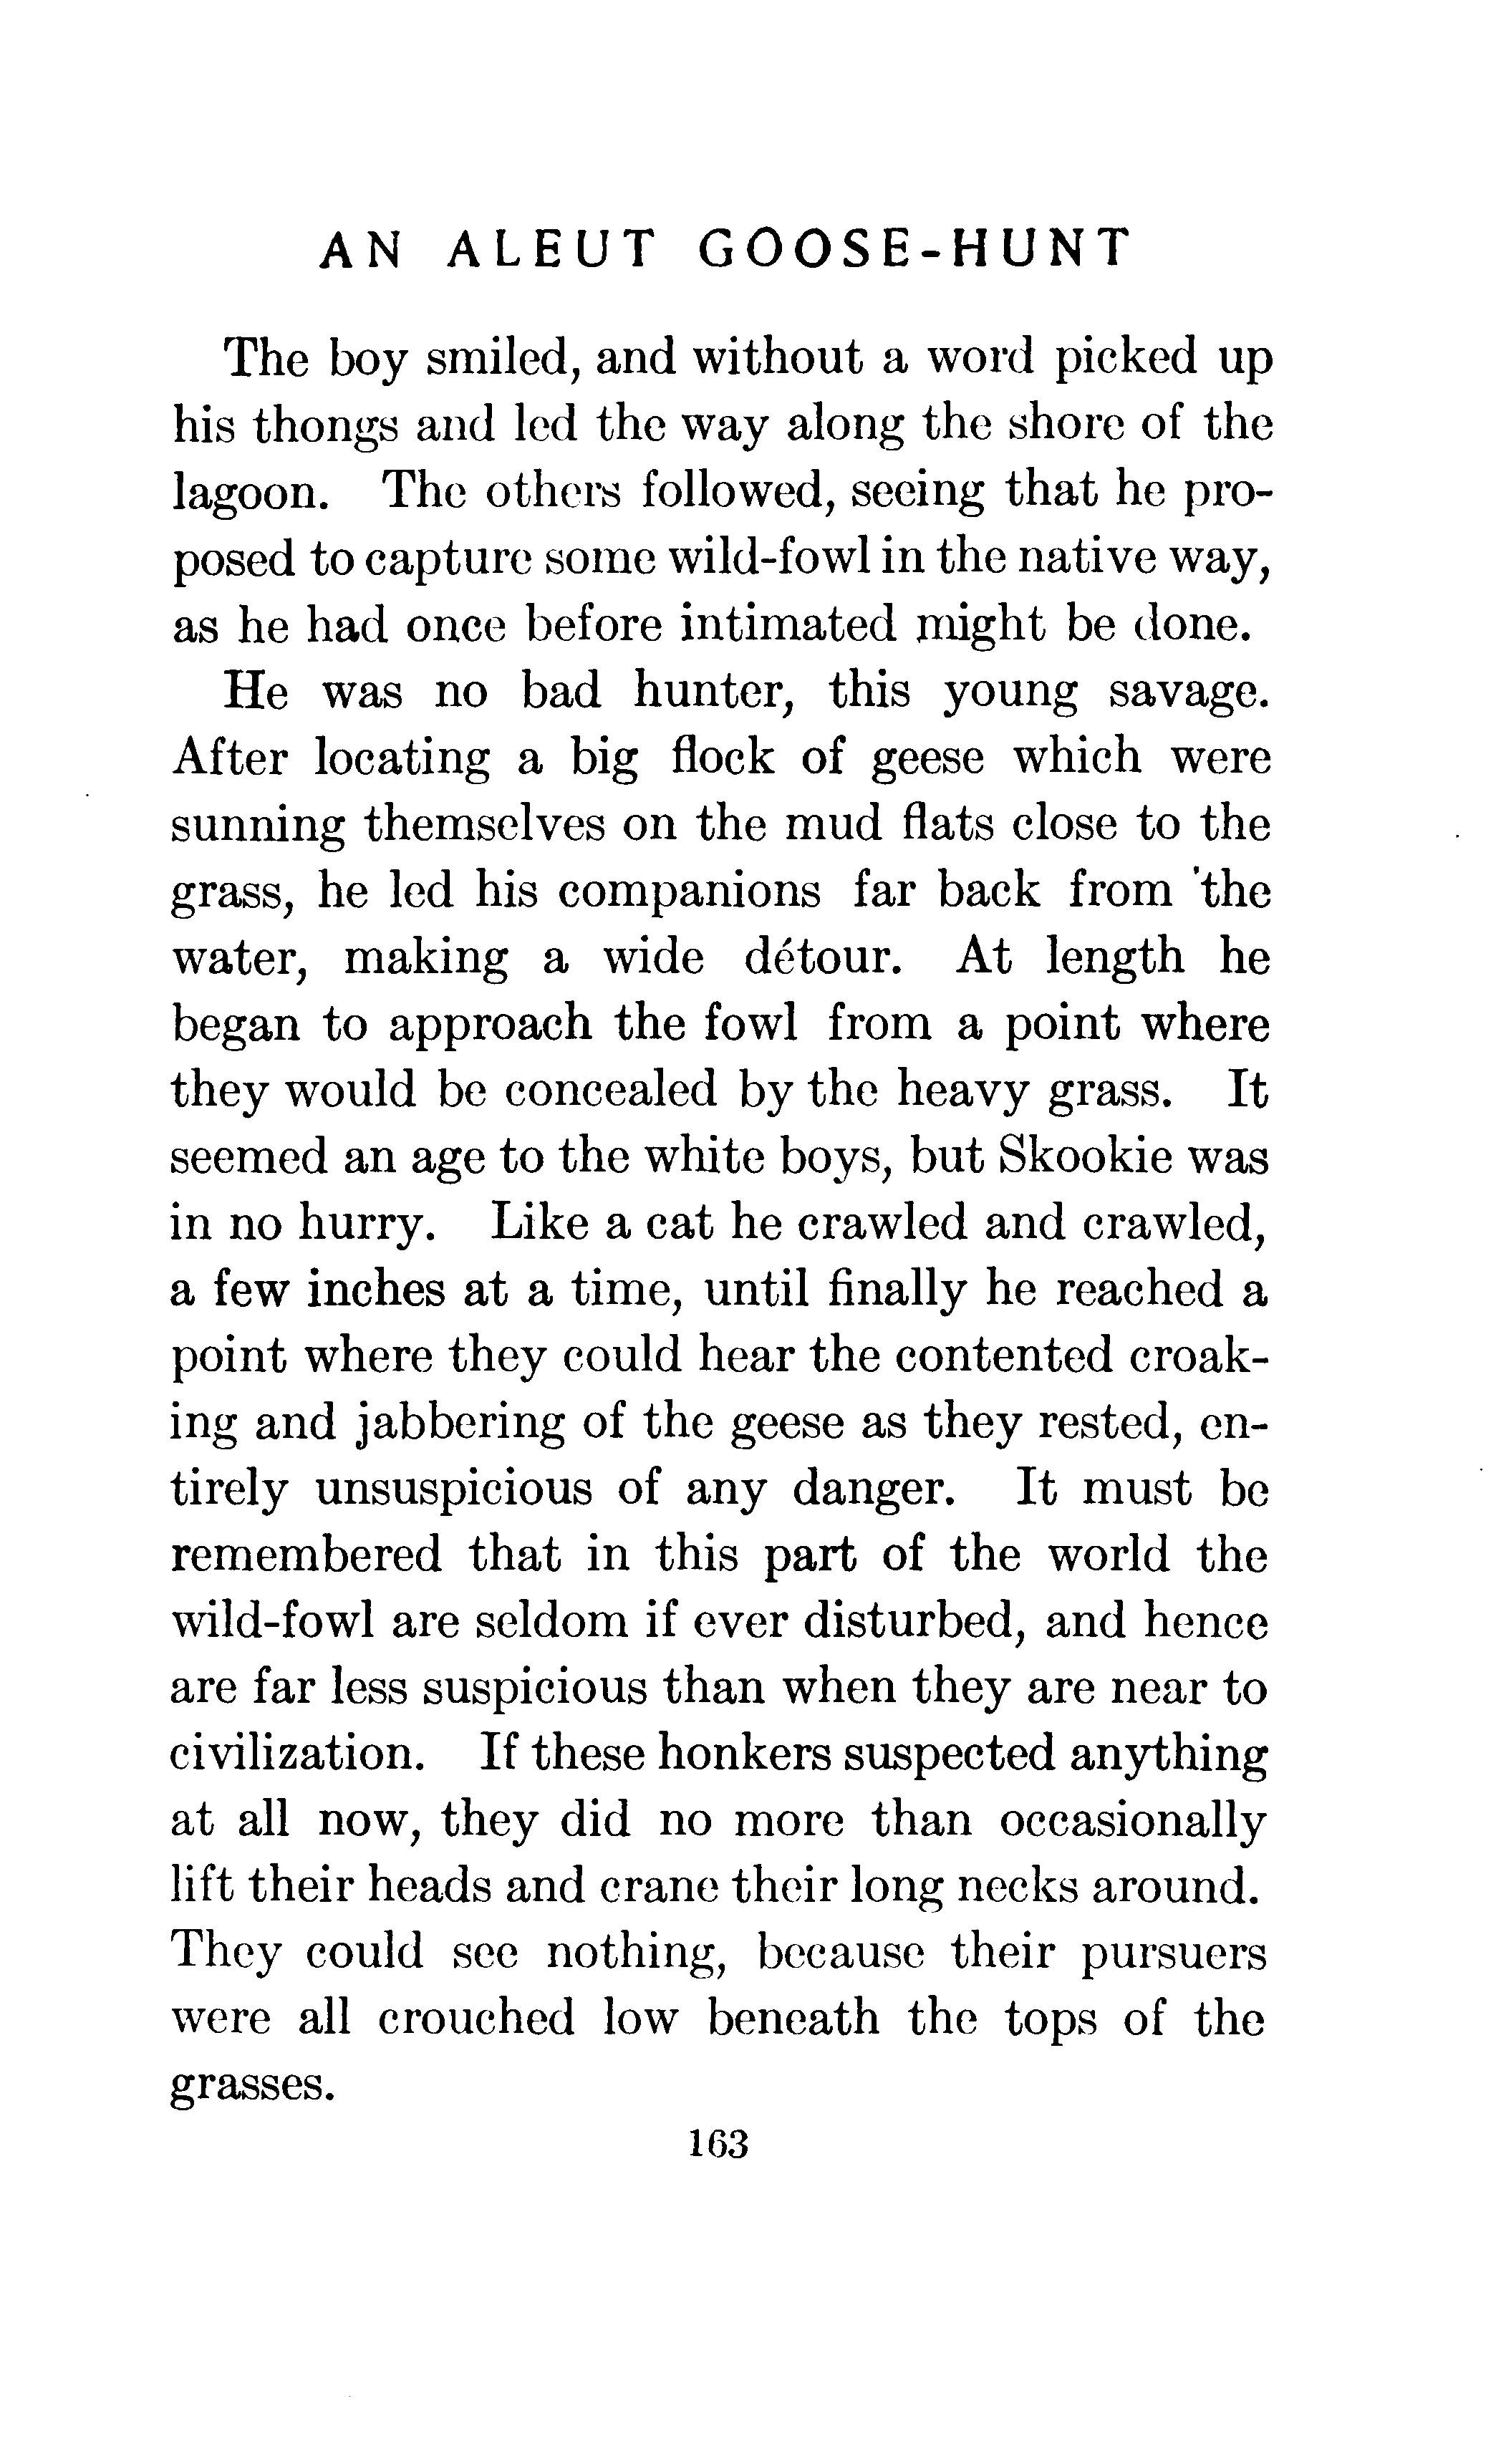 AN ALEUT GOOSE-HUNT
The boy smiled, and without a word picked up
his thongs and led the way along the shore of the
lagoon. The others followed, seeing that he pro-
posed to capture some wild-fowl in the native way,
as he had once before intimated might be done.
He was no bad hunter, this young savage.
After locating a big flock of geese which were
sunning themselves on the mud flats close to the
grass, he led his companions far back from the
water, making a wide détour. At length he
began to approach the fowl from a point where
they would be concealed by the heavy grass. It
seemed an age to the white boys, but Skookie was
in no hurry. Like a cat he crawled and crawled,
a few inches at a time, until finally he reached a
point where they could hear the contented croak-
ing and jabbering of the geese as they rested, en-
tirely unsuspicious of any danger. It must be
remembered that in this part of the world the
wild-fowl are seldom if ever disturbed, and hence
are far less suspicious than when they are near to
civilization. If these honkers suspected anything
at all now, they did no more than occasionally
lift their heads and crane their long necks around.
They could see nothing, because their pursuers
were all crouched low beneath the tops of the
grasses.
163